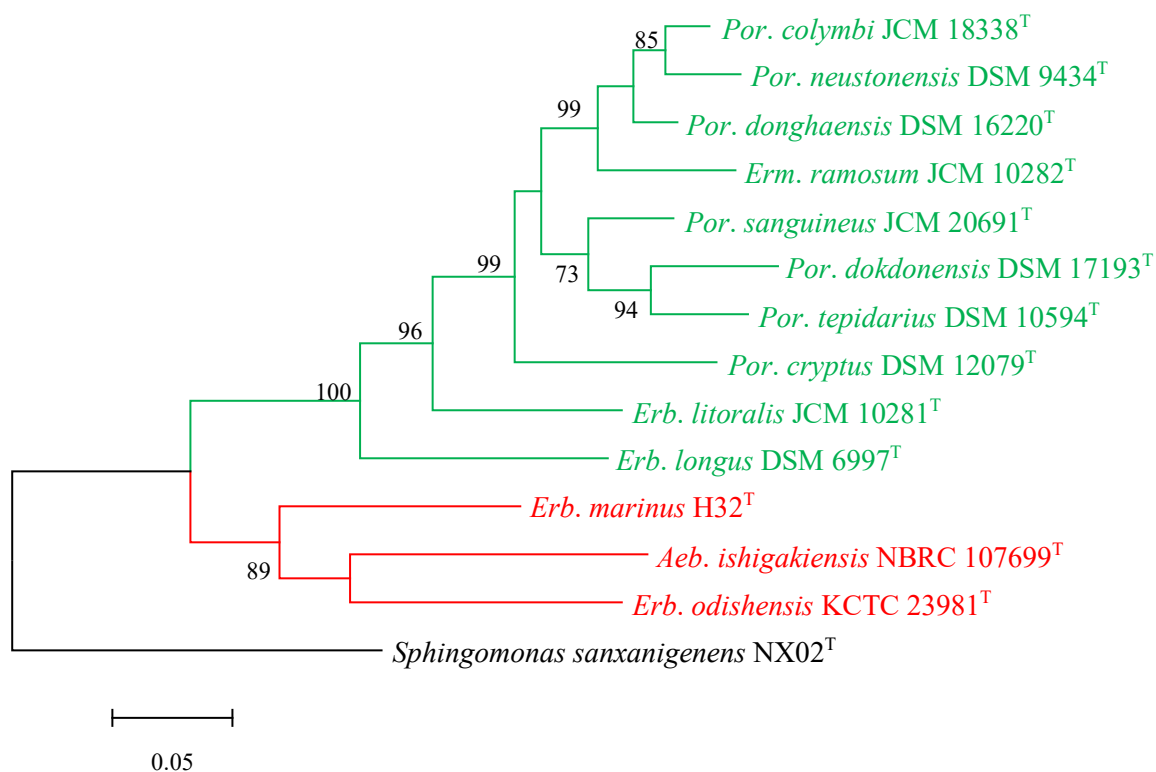 85
Por. colymbi JCM 18338T
Por. neustonensis DSM 9434T
99
Por. donghaensis DSM 16220T
Erm. ramosum JCM 10282T
Por. sanguineus JCM 20691T
99
73
Por. dokdonensis DSM 17193T
94
Por. tepidarius DSM 10594T
96
Por. cryptus DSM 12079T
100
Erb. litoralis JCM 10281T
Erb. longus DSM 6997T
Erb. marinus H32T
89
Aeb. ishigakiensis NBRC 107699T
Erb. odishensis KCTC 23981T
Sphingomonas sanxanigenens NX02T
0.05